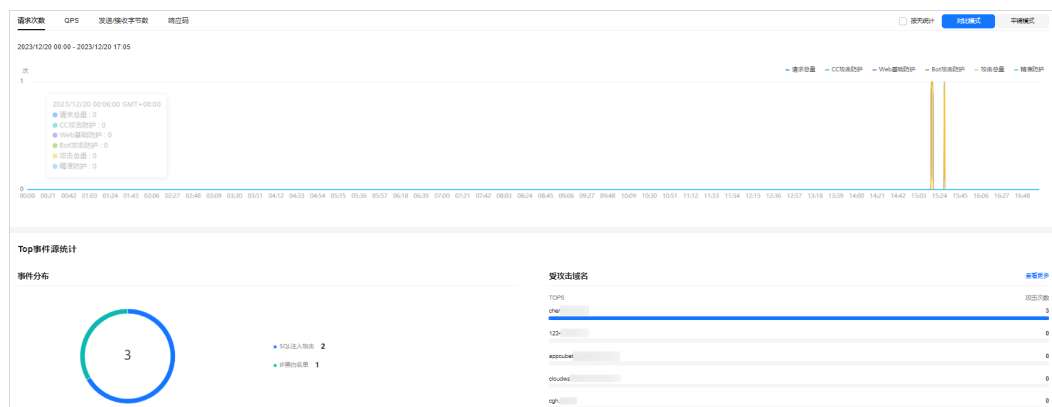 请求次数 QPS 发送/接收字节数 响应码 按天统计 对比模式 平铺模式
2023/12/20 00:00 - 2023/12/20 17:05
次 请求总量 CC攻击防护 Web基础防护 Bot攻击防护 攻击总量 精准防护
1
2023/12/20 00:06:00 GMT+08:00
请求总量 : 0
CC攻击防护 : 0
Web基础防护 : 0
Bot攻击防护 : 0
攻击总量 : 0
精准防护 : 0
0
00:00 00:21 00:42 01:03 01:24 01:45 02:06 02:27 02:48 03:09 03:30 03:51 04:12 04:33 04:54 05:15 05:36 05:57 06:18 06:39 07:00 07:21 07:42 08:03 08:24 08:45 09:06 09:27 09:48 10:09 10:30 10:51 11:12 11:33 11:54 12:15 12:36 12:57 13:18 13:39 14:00 14:21 14:42 15:03 15:24 15:45 16:06 16:27 16:48
Top事件源统计
事件分布 受攻击域名 查看更多
TOP5 攻击次数
cher 3
123- 0
3
SQL注入攻击 2
appcubet 0
IP黑白名单 1
cloudwa 0
cgh. 0